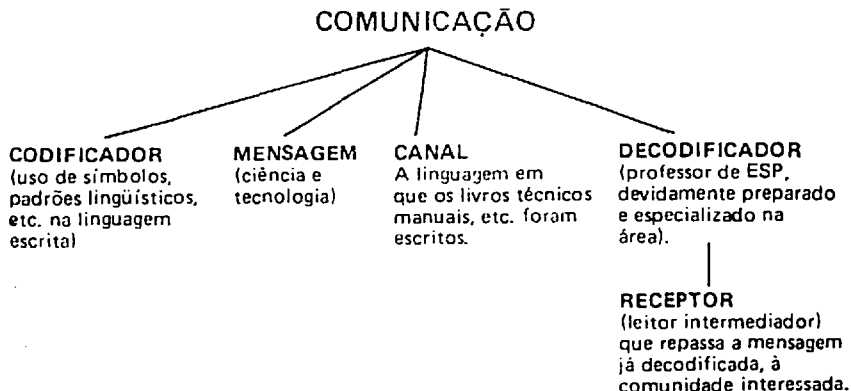 COMUNICAÇÃO
CODIFICADOR
(uso de símbolos,
padrões lingüísticos,
etc. na linguagem
escrita)
MENSAGEM
(ciência e
tecnologia)
CANAL
A linguagem em
que os livros técnicos
manuais, etc. foram
escritos.
DECODIFICADOR
(professor de ESP,
devidamente preparado
e especializado na
área).
RECEPTOR
(leitor intermediador)
que repassa a mensagem
já decodificada, à
comunidade interessada.